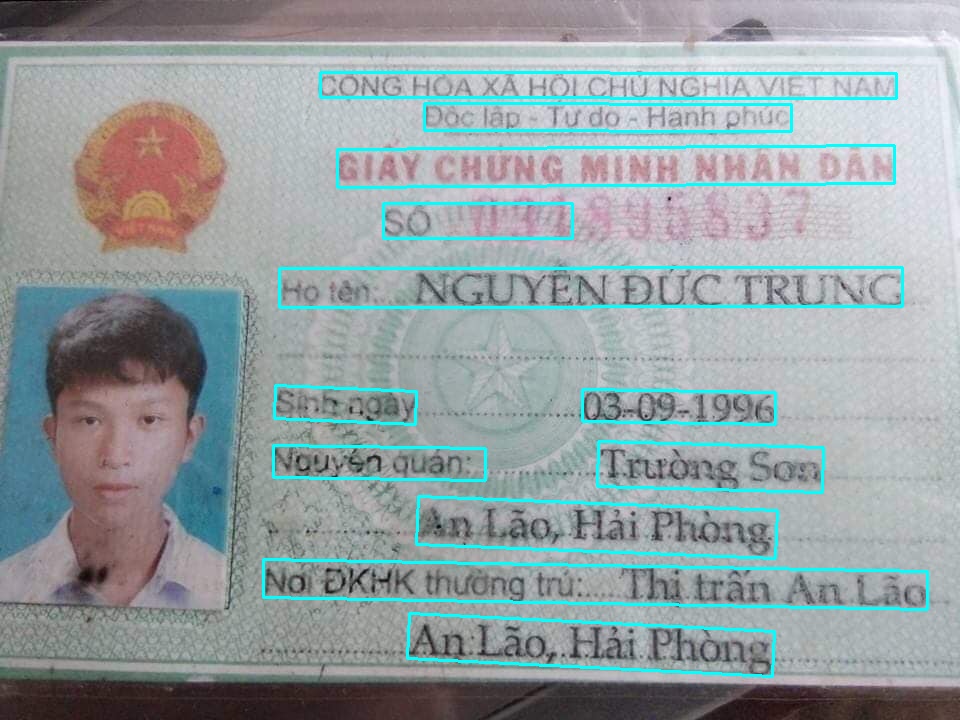 CỘNG HÒA XÃ HỘI CHỦ NGHĨA VIỆT NAM
Độc lập - Tự do - Hạnh phúc
GIẤY CHỨNG MINH NHÂN DÂN
SỐ
Họ tên: NGUYỄN ĐỨC TRUNG
Sinh ngày 03-09-1996
Nguyên quán: Trường Sơn
An Lão, Hải Phòng
Nơi ĐKHK thường trú: Thị trấn An Lão
An Lão, Hải Phòng